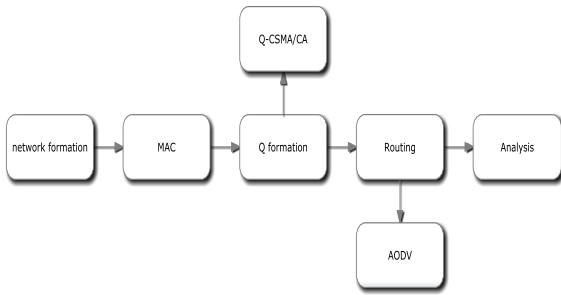 Q-CSMA/CA
network formation
MAC
Q formation
Routing
Analysis
AODV